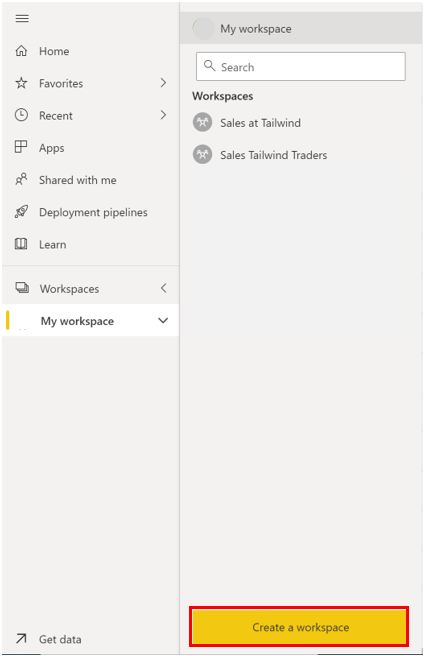 Home
Favorites
Recent
Apps
Shared with me
Deployment pipelines
Learn
Workspaces
My workspace
Get data
My workspace
Search
Workspaces
Sales at Tailwind
Sales Tailwind Traders
Create a workspace